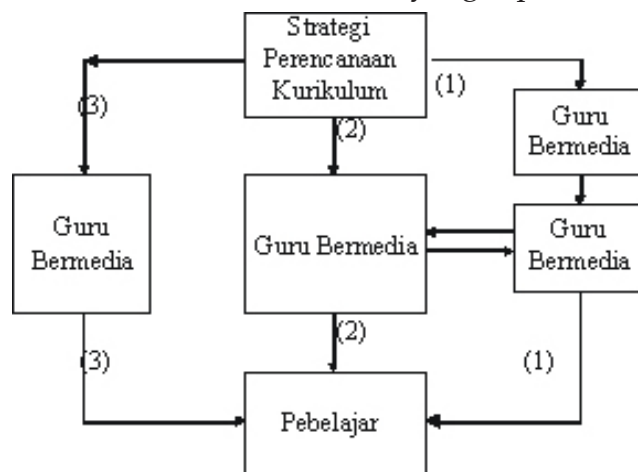 Strategi
Perencanaan
Kurikulum
(3)
(1)
(2)
Guru
Bermedia
Guru
Bermedia
Guru Bermedia
Guru
Bermedia
(2)
(3)
(1)
Pebelajar